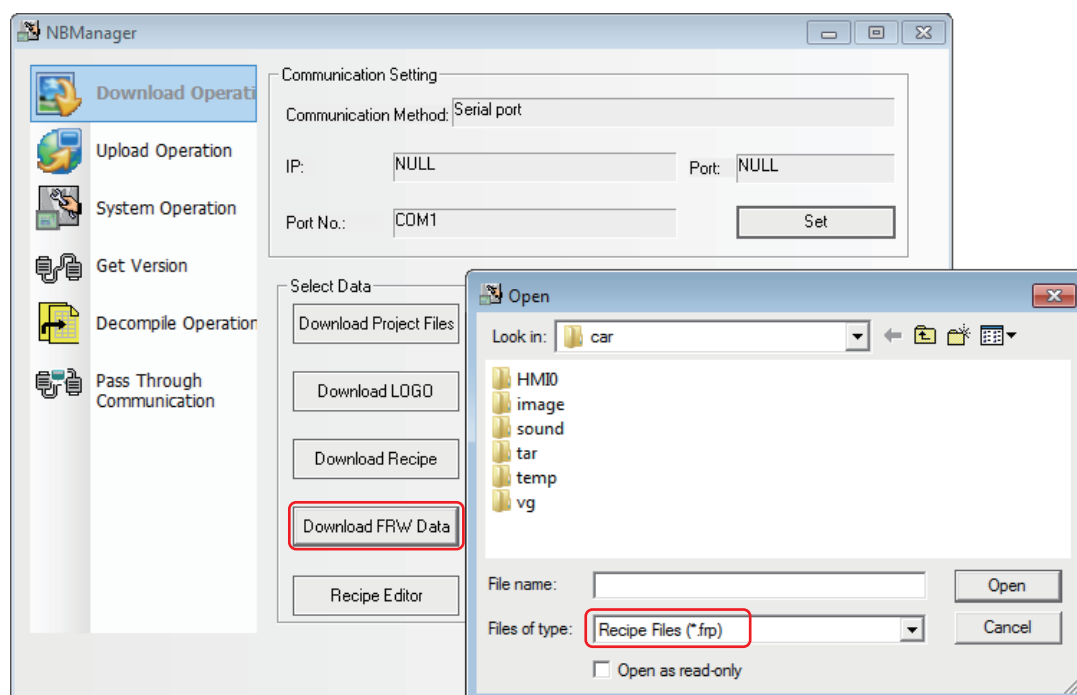 NBManager
Download Operati
Upload Operation
System Operation
Get Version
Decompile Operation
Pass Through
Communication
Communication Setting
Communication Method: Serial port
IP: NULL Port: NULL
Port No.: COM1 Set
Select Data
Download Project Files
Download LOGO
Download Recipe
Download FRW Data
Recipe Editor
Open
Look in: car
HMI0
image
sound
tar
temp
vg
File name: Open
Files of type: Recipe Files (*.frp) Cancel
Open as read-only